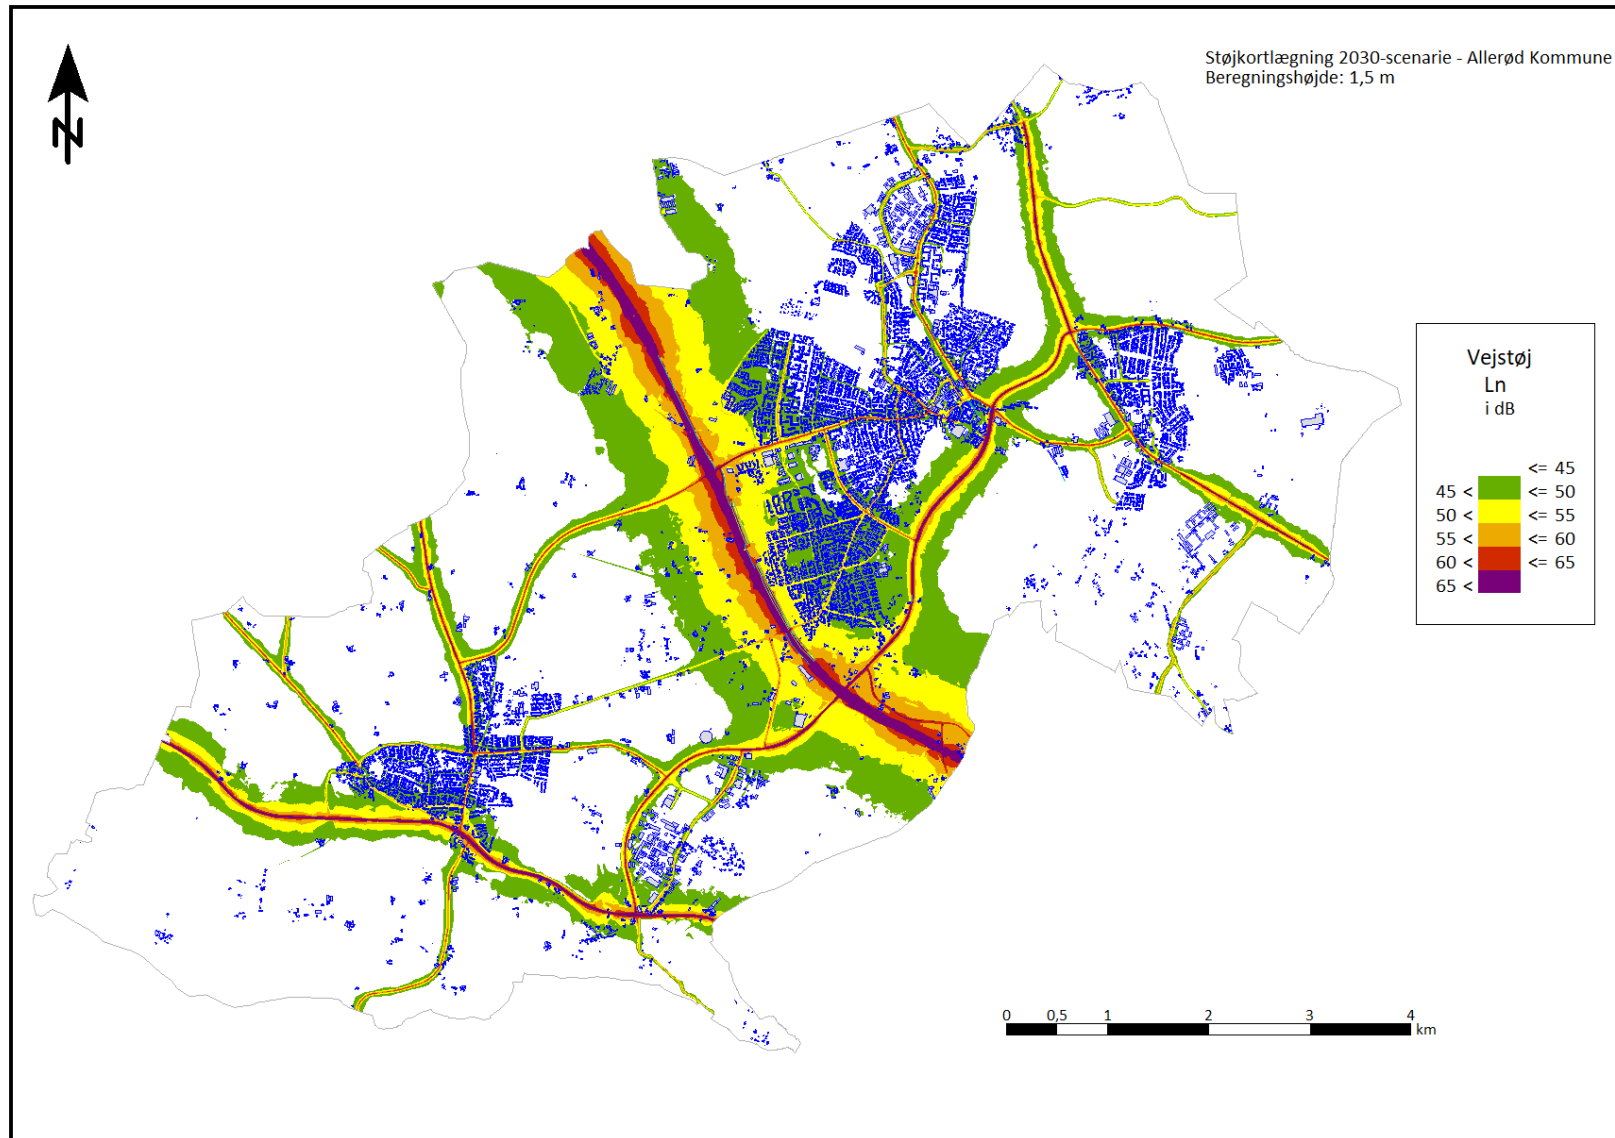 Støjkortlægning 2030-scenarie - Allerød Kommune
Beregningshøjde: 1,5 m
N
Vejstøj
Ln
i dB
<= 45
45 < <= 50
50 < <= 55
55 < <= 60
60 < <= 65
65 <
0 0,5 1 2 3 4
km